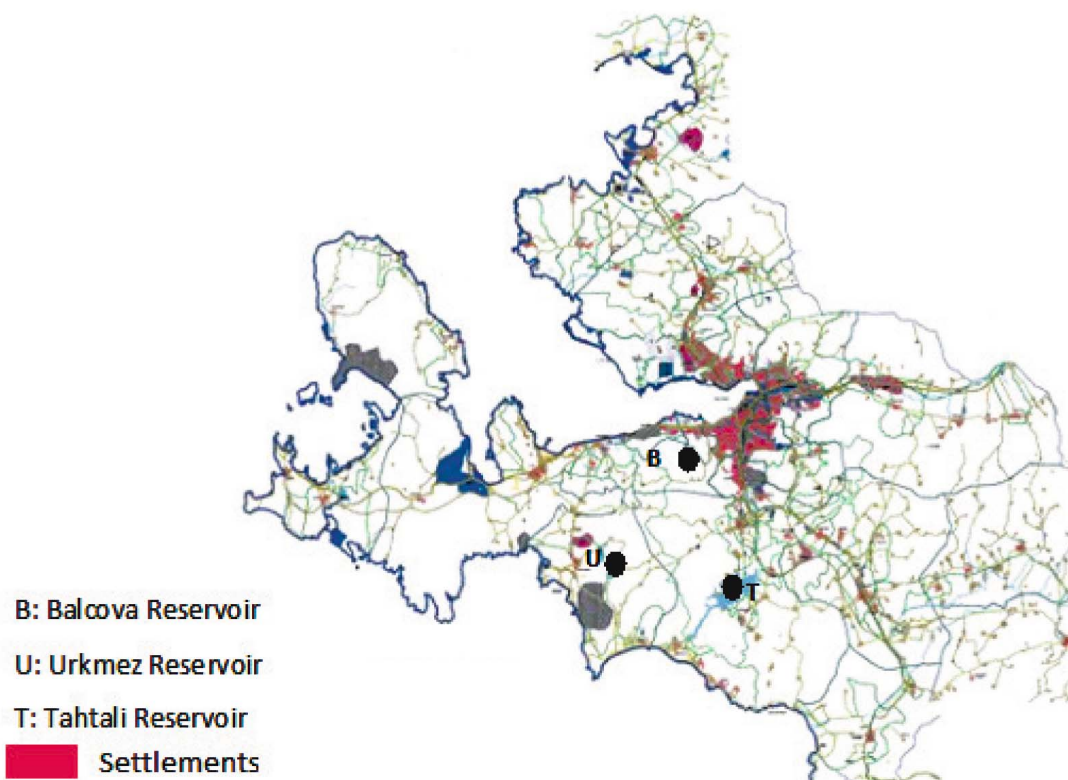 B
U
T
B: Balcova Reservoir
U: Urkmez Reservoir
T: Tahtali Reservoir
Settlements